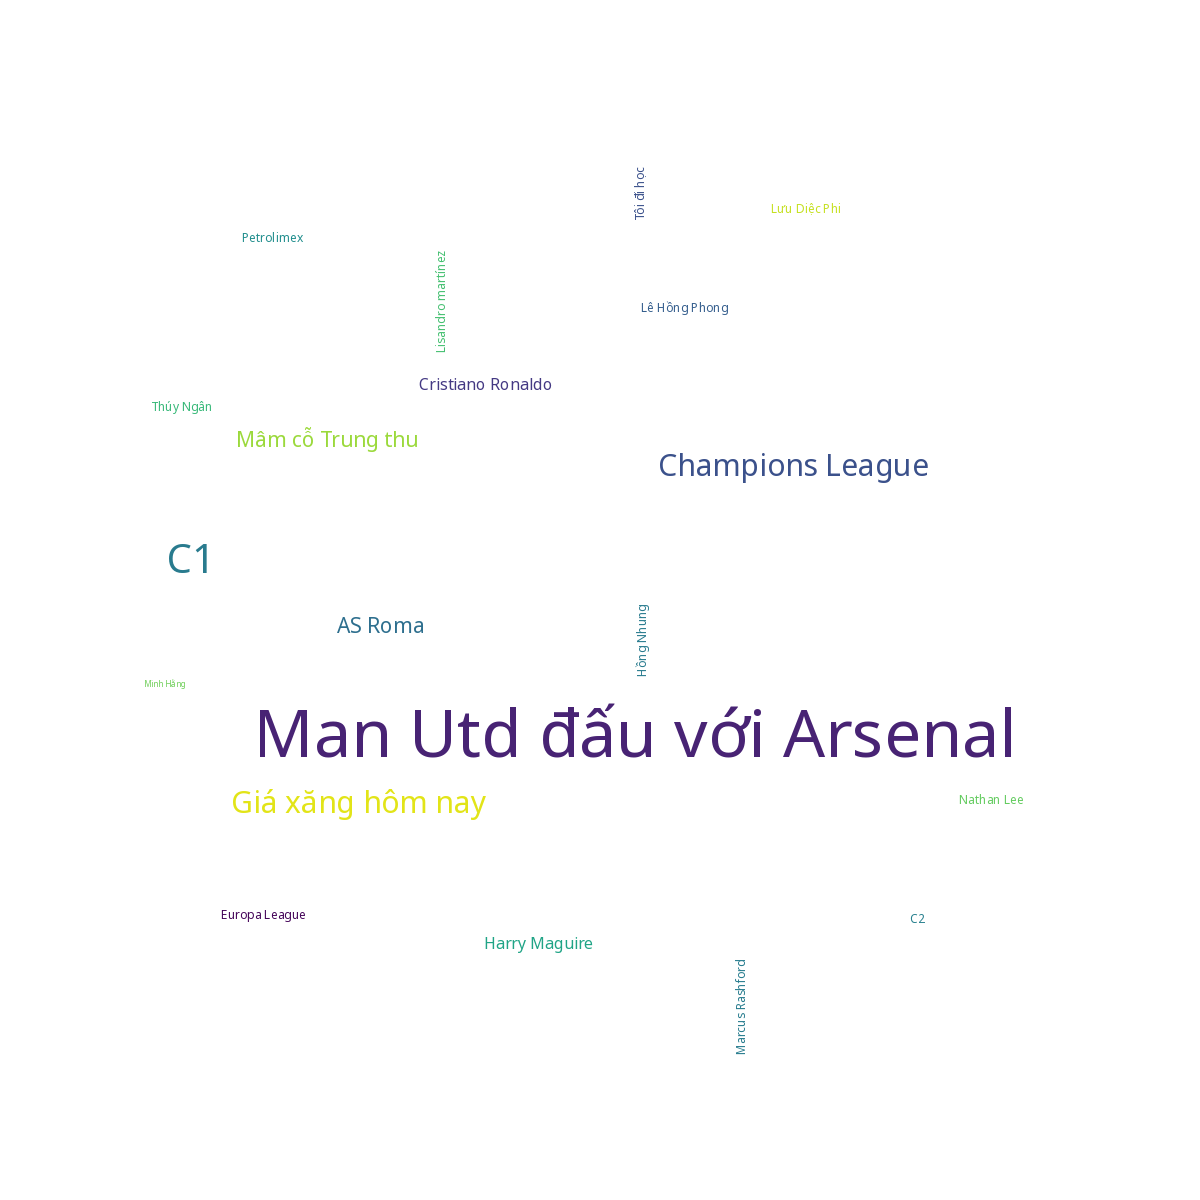 Tôi đi học
Lưu Diệc Phi
Petrolimex
Lisandro martínez
Lê Hồng Phong
Cristiano Ronaldo
Thúy Ngân
Mâm cỗ Trung thu
Champions League
C1
AS Roma
Hồng Nhung
Minh Hằng
Man Utd đấu với Arsenal
Giá xăng hôm nay
Nathan Lee
Europa League
C2
Harry Maguire
Marcus Rashford